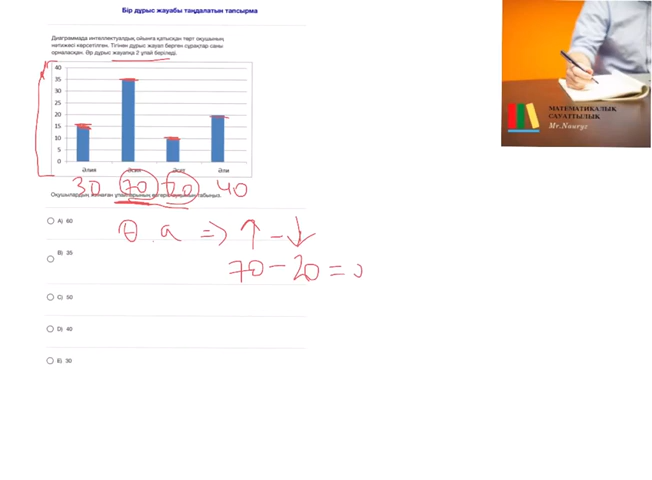 Бір дұрыс жауабы таңдалатын тапсырма
Диаграммада интеллектуалдық ойынға қатысқан төрт оқушының
нәтижесі көрсетілген. Тігінен дұрыс жауап берген сұрақтар саны
орналасқан. Әр дұрыс жауапқа 2 ұпай беріледі.
40
35
30
25
20
15
10
5
0
Әлия
Әли
30 70 20 40
Оқушылардың жинаған ұпайларының
табыңыз.
A) 60
B) 35
C) 50
D) 40
E) 30
Ө а => ↑ - ↓
70 - 20 =
МАТЕМАТИКАЛЫҚ
САУАТТЫЛЫҚ
Mr.Nauryz